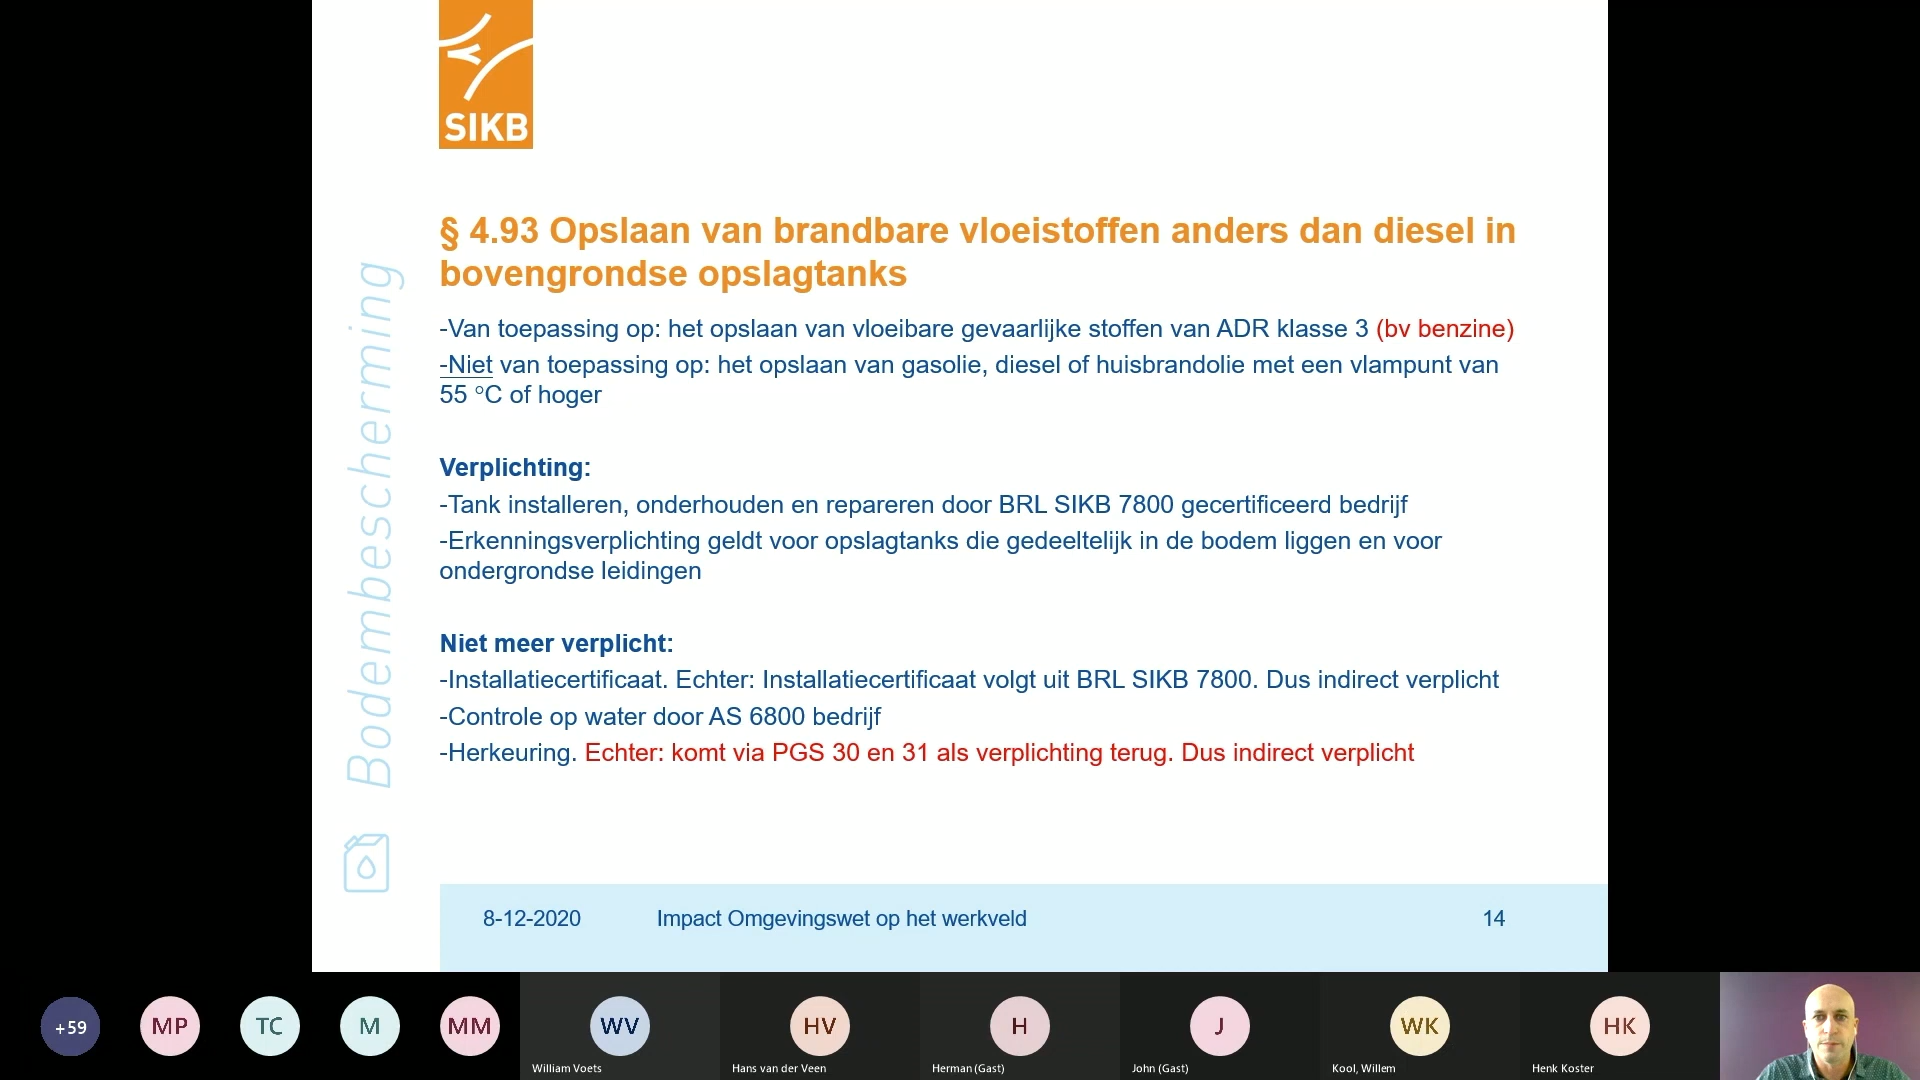 SIKB
§ 4.93 Opslaan van brandbare vloeistoffen anders dan diesel in
bovengrondse opslagtanks
-Van toepassing op: het opslaan van vloeibare gevaarlijke stoffen van ADR klasse 3 (bv benzine)
-Niet van toepassing op: het opslaan van gasolie, diesel of huisbrandolie met een vlampunt van
55 °C of hoger
Verplichting:
-Tank installeren, onderhouden en repareren door BRL SIKB 7800 gecertificeerd bedrijf
-Erkenningsverplichting geldt voor opslagtanks die gedeeltelijk in de bodem liggen en voor
ondergrondse leidingen
Niet meer verplicht:
-Installatiecertificaat. Echter: Installatiecertificaat volgt uit BRL SIKB 7800. Dus indirect verplicht
-Controle op water door AS 6800 bedrijf
-Herkeuring. Echter: komt via PGS 30 en 31 als verplichting terug. Dus indirect verplicht
Bodembescherming
8-12-2020 Impact Omgevingswet op het werkveld 14
+59 MP TC M MM WV HV H J WK HK
William Voets Hans van der Veen Herman (Gast) John (Gast) Kool, Willem Henk Koster